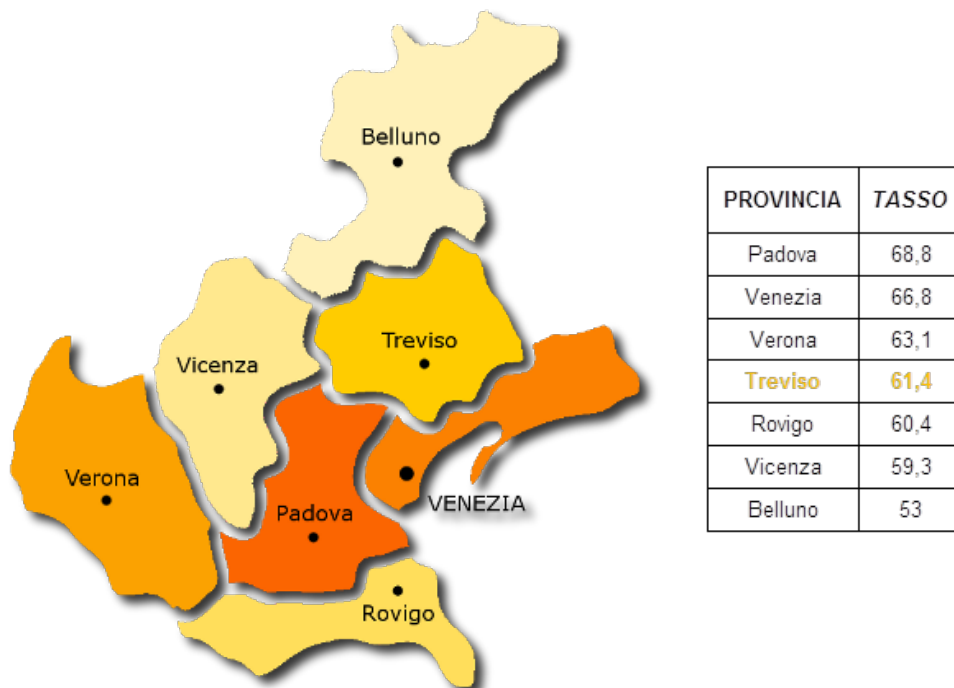 Belluno
Treviso
Vicenza
Verona
VENEZIA
Padova
Rovigo
PROVINCIA TASSO
Padova 68,8
Venezia 66,8
Verona 63,1
Treviso 61,4
Rovigo 60,4
Vicenza 59,3
Belluno 53